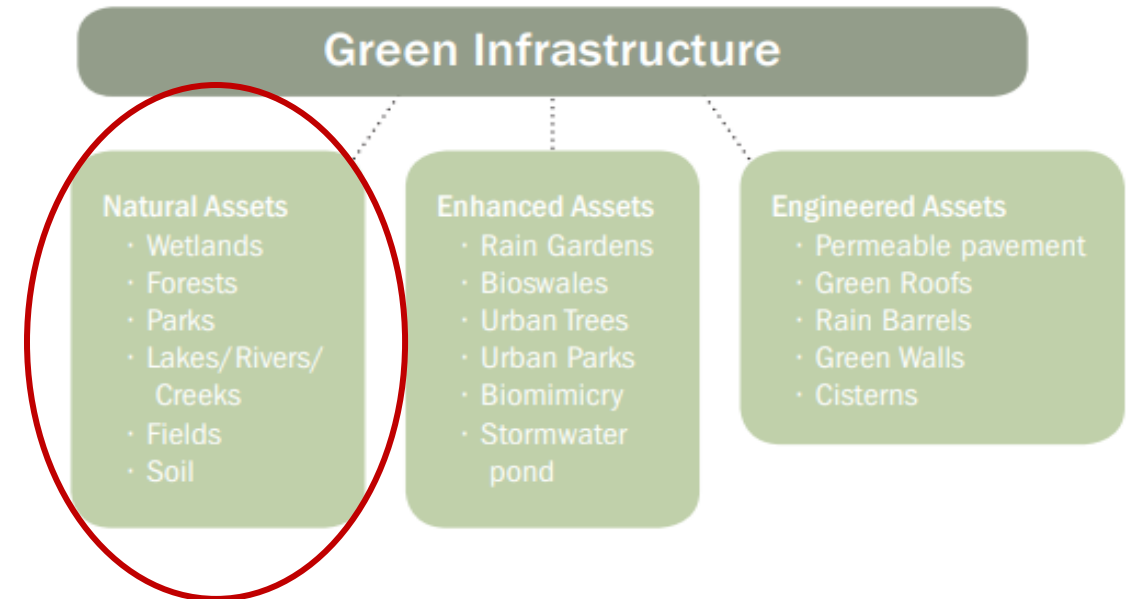 Green Infrastructure
Natural Assets
· Wetlands
· Forests
· Parks
· Lakes/Rivers/
Creeks
· Fields
· Soil
Enhanced Assets
· Rain Gardens
· Bioswales
· Urban Trees
· Urban Parks
· Biomimicry
· Stormwater
pond
Engineered Assets
· Permeable pavement
· Green Roofs
· Rain Barrels
· Green Walls
· Cisterns